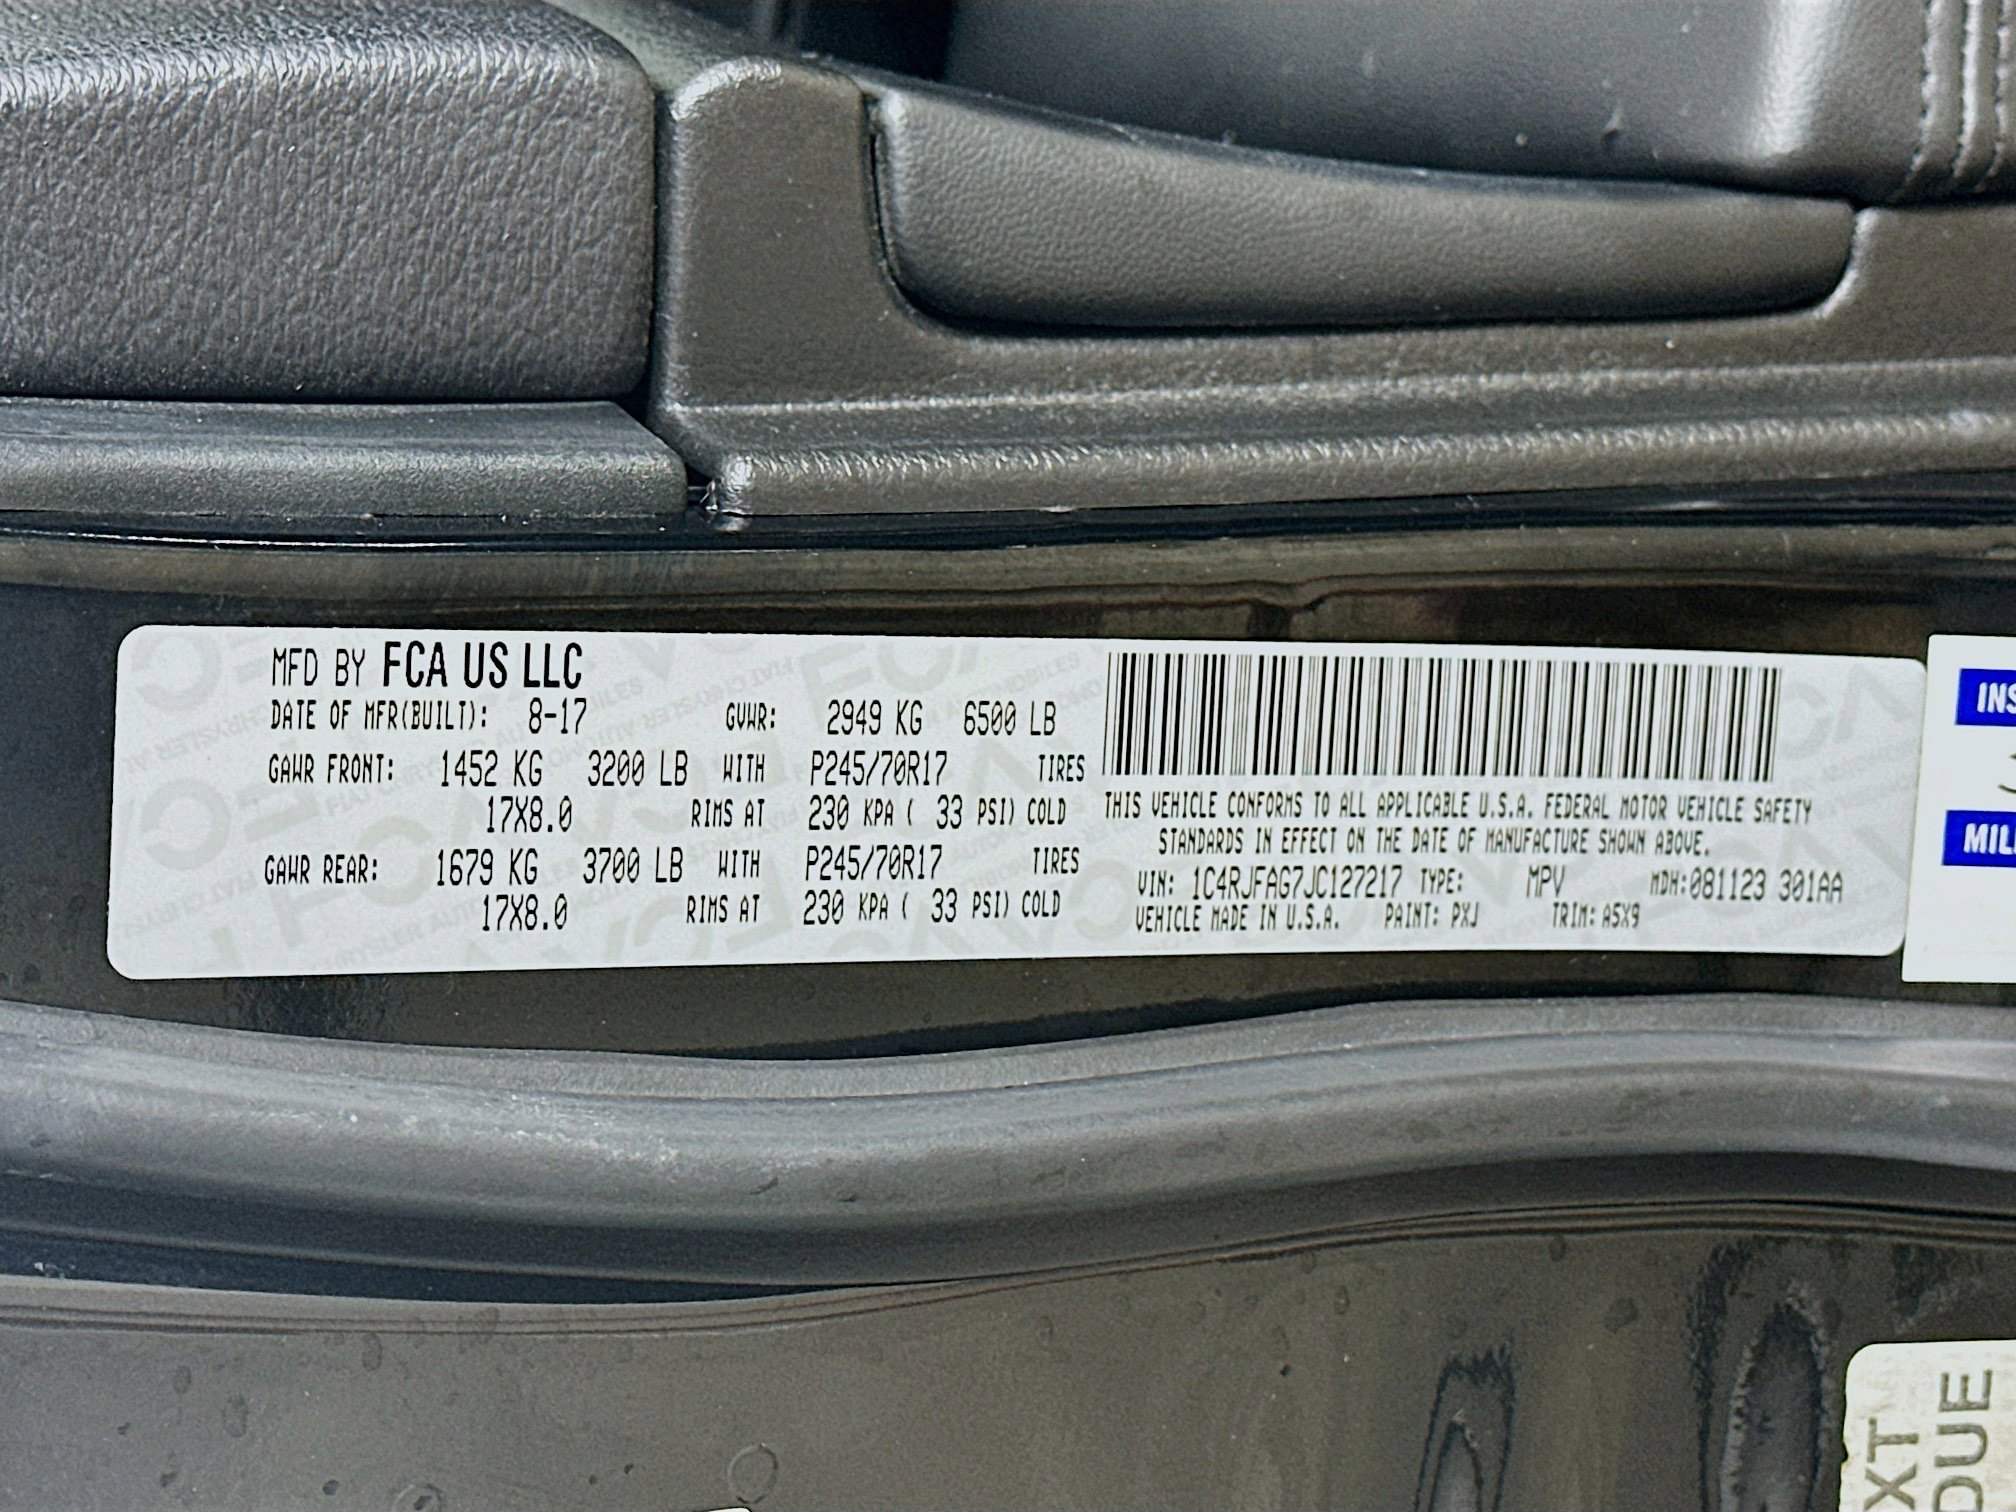 MFD BY FCA US LLC
DATE OF MFR(BUILT): 8-17 GVWR: 2949 KG 6500 LB
GAWR FRONT: 1452 KG 3200 LB WITH P245/70R17 TIRES
17X8.0 RIMS AT 230 KPA ( 33 PSI) COLD
GAWR REAR: 1679 KG 3700 LB WITH P245/70R17 TIRES
17X8.0 RIMS AT 230 KPA ( 33 PSI) COLD
THIS VEHICLE CONFORMS TO ALL APPLICABLE U.S.A. FEDERAL MOTOR VEHICLE SAFETY
STANDARDS IN EFFECT ON THE DATE OF MANUFACTURE SHOWN ABOVE.
VIN: 1C4RJFAG7JC127217 TYPE: MPV MDH:081123 301AA
VEHICLE MADE IN U.S.A. PAINT: PXJ TRIM: A5X9
INS
MIL
XT
DUE